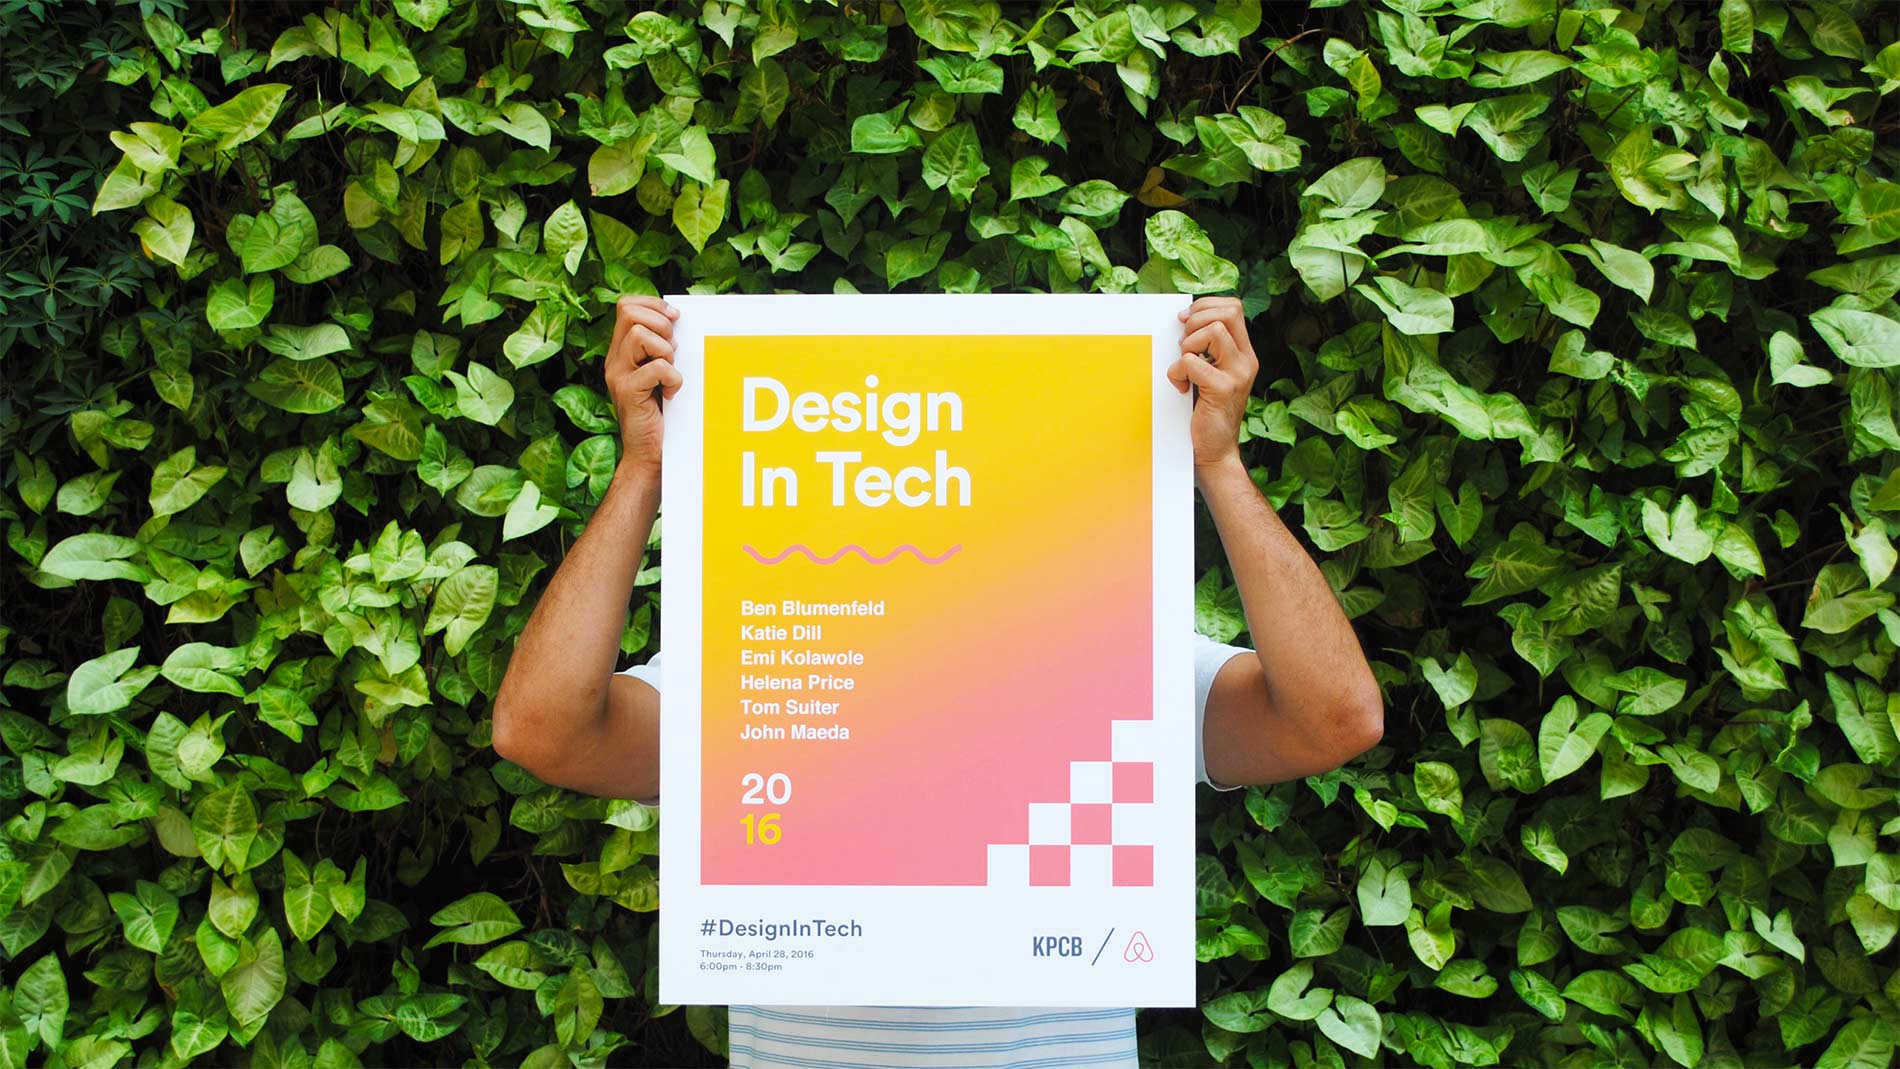 Design
In Tech
Ben Blumenfeld
Katie Dill
Emi Kolawole
Helena Price
Tom Suiter
John Maeda
20
16
#DesignInTech
Thursday, April 28, 2016
6:00pm - 8:30pm
KPCB